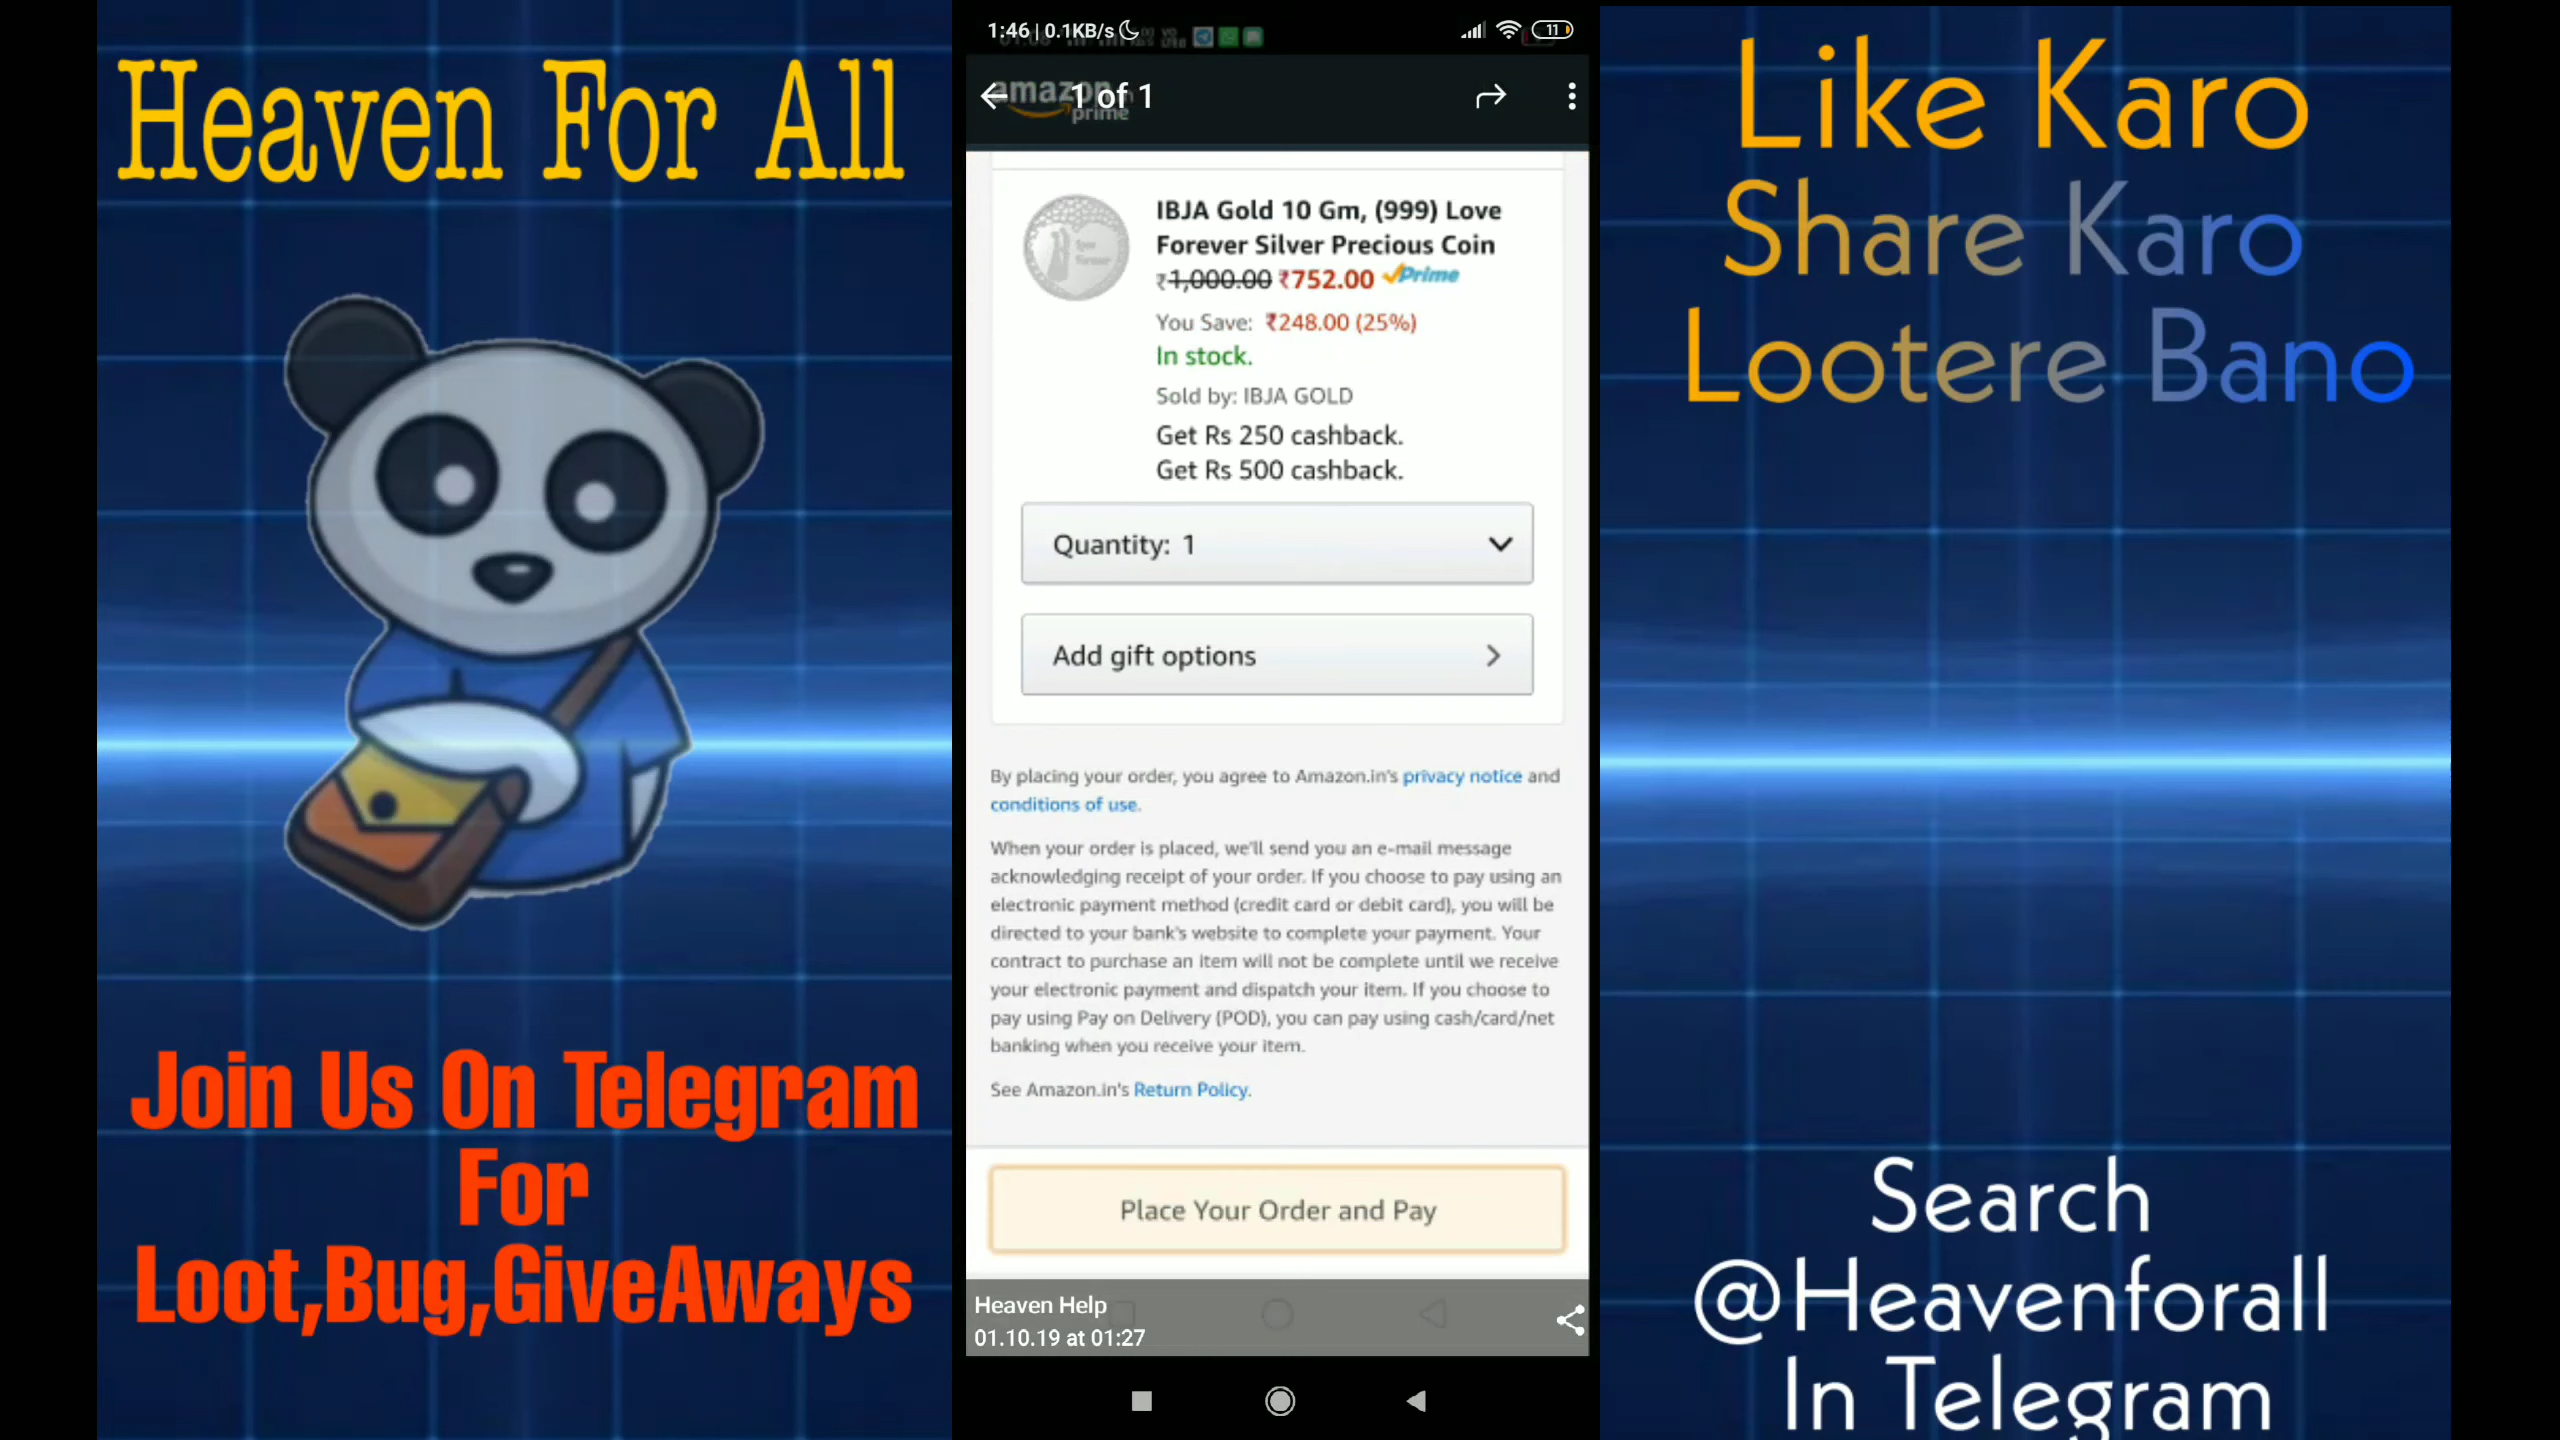 Heaven For All
Join Us On Telegram
For
Loot,Bug,GiveAways
1:46 | 0.1KB/s
11
amazon
prime
1 of 1
IBJA Gold 10 Gm, (999) Love
Forever Silver Precious Coin
₹1,000.00 ₹752.00 Prime
You Save: ₹248.00 (25%)
In stock.
Sold by: IBJA GOLD
Get Rs 250 cashback.
Get Rs 500 cashback.
Quantity: 1
Add gift options
By placing your order, you agree to Amazon.in's privacy notice and
conditions of use.
When your order is placed, we'll send you an e-mail message
acknowledging receipt of your order. If you choose to pay using an
electronic payment method (credit card or debit card), you will be
directed to your bank's website to complete your payment. Your
contract to purchase an item will not be complete until we receive
your electronic payment and dispatch your item. If you choose to
pay using Pay on Delivery (POD), you can pay using cash/card/net
banking when you receive your item.
See Amazon.in's Return Policy.
Place Your Order and Pay
Heaven Help
01.10.19 at 01:27
Like Karo
Share Karo
Lootere Bano
Search
@Heavenforall
In Telegram